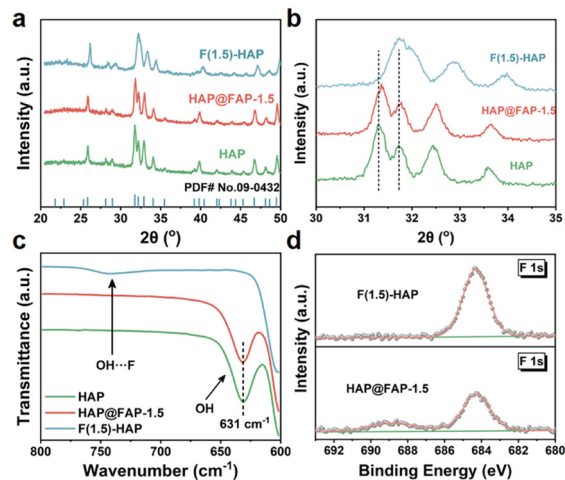 a
Intensity (a.u.)
F(1.5)-HAP
HAP@FAP-1.5
HAP
PDF# No.09-0432
20 25 30 35 40 45 50
2θ (°)
b
Intensity (a.u.)
F(1.5)-HAP
HAP@FAP-1.5
HAP
30 31 32 33 34 35
2θ (°)
c
Transmittance (a.u.)
OH···F
OH
631 cm⁻¹
HAP
HAP@FAP-1.5
F(1.5)-HAP
800 750 700 650 600
Wavenumber (cm⁻¹)
d
Intensity (a.u.)
F 1s
F(1.5)-HAP
F 1s
HAP@FAP-1.5
692 690 688 686 684 682 680
Binding Energy (eV)